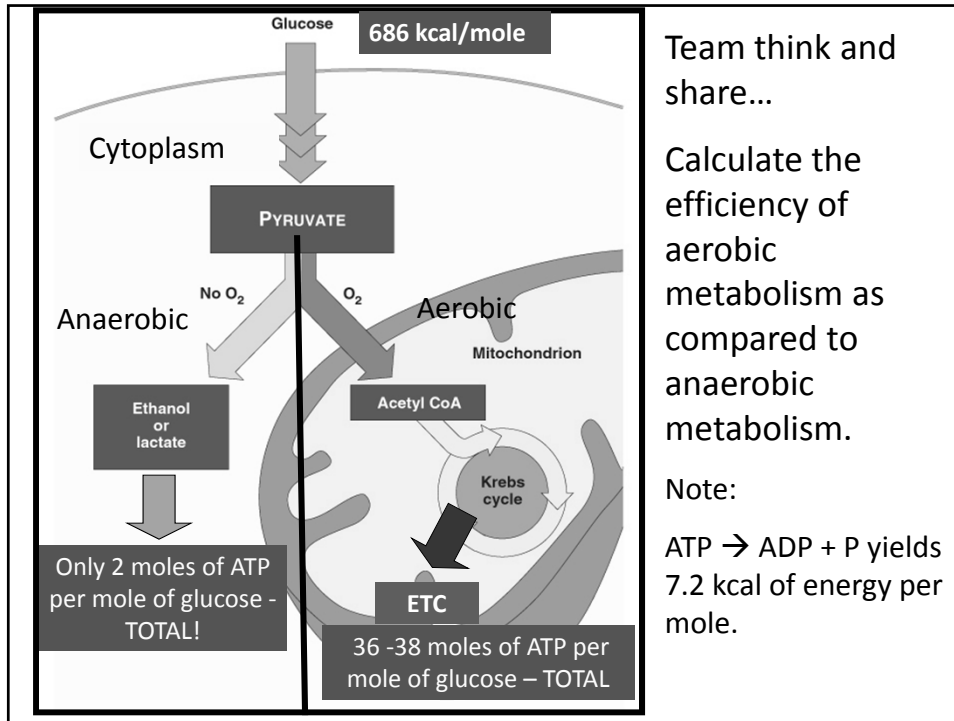 Glucose
686 kcal/mole
Cytoplasm
PYRUVATE
No O₂
O₂
Anaerobic
Aerobic
Mitochondrion
Ethanol
or
lactate
Acetyl CoA
Krebs
cycle
Only 2 moles of ATP
per mole of glucose -
TOTAL!
ETC
36 -38 moles of ATP per
mole of glucose – TOTAL
Team think and
share…
Calculate the
efficiency of
aerobic
metabolism as
compared to
anaerobic
metabolism.
Note:
ATP → ADP + P yields
7.2 kcal of energy per
mole.